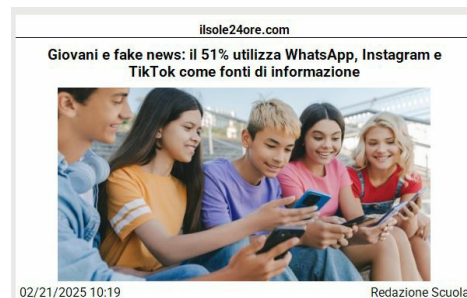 ilsole24ore.com
Giovani e fake news: il 51% utilizza WhatsApp, Instagram e
TikTok come fonti di informazione
02/21/2025 10:19
Redazione Scuola